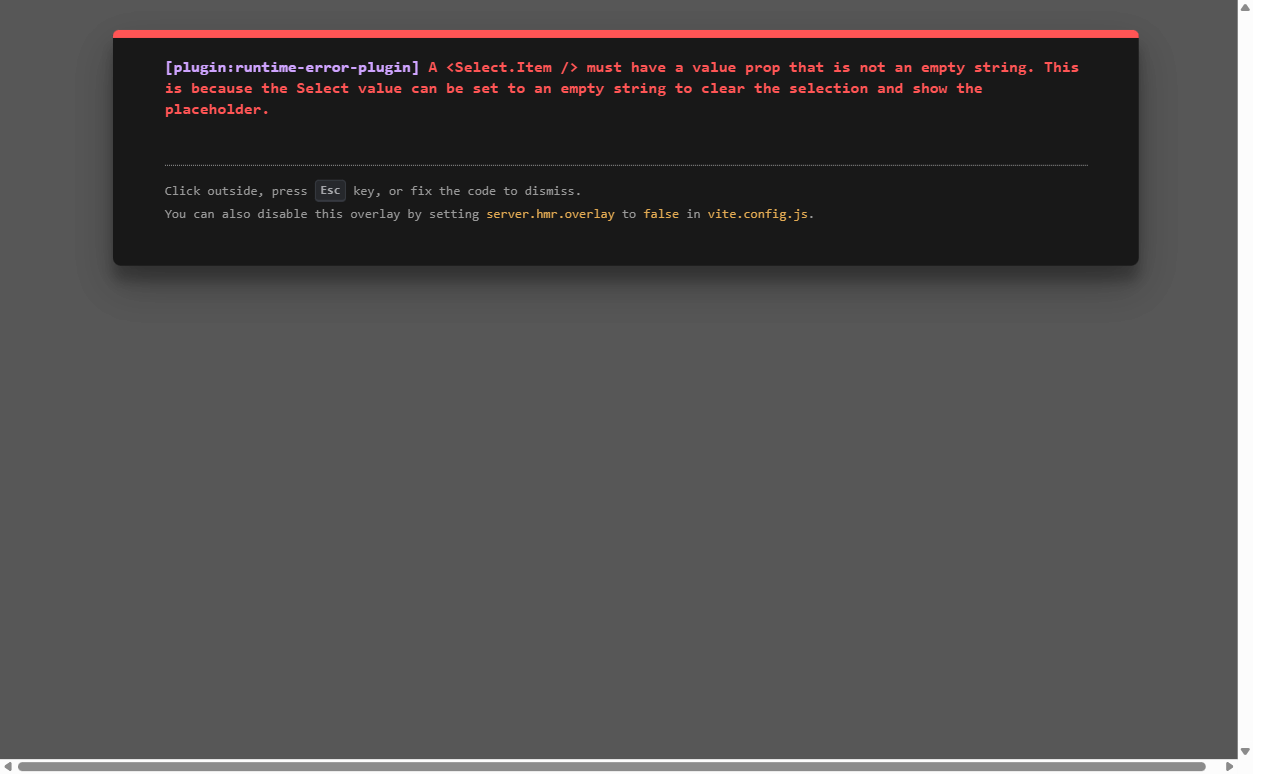 [plugin:runtime-error-plugin] A <Select.Item /> must have a value prop that is not an empty string. This
is because the Select value can be set to an empty string to clear the selection and show the
placeholder.
Click outside, press Esc key, or fix the code to dismiss.
You can also disable this overlay by setting server.hmr.overlay to false in vite.config.js.